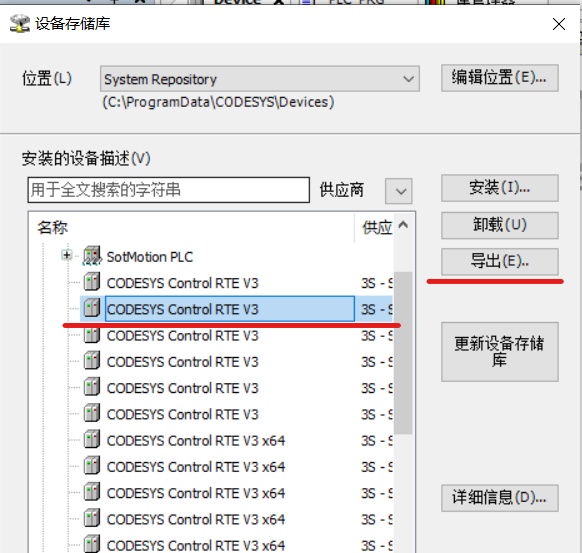 Device
PLC_PRG
设备存储库
位置(L)
System Repository
编辑位置(E)...
(C:\ProgramData\CODESYS\Devices)
安装的设备描述(V)
用于全文搜索的字符串
供应商
安装(I)...
名称
供应
卸载(U)
SotMotion PLC
导出(E)..
CODESYS Control RTE V3
3S - S
CODESYS Control RTE V3
3S - S
CODESYS Control RTE V3
3S - S
更新设备存储库
CODESYS Control RTE V3
3S - S
CODESYS Control RTE V3
3S - S
CODESYS Control RTE V3
3S - S
CODESYS Control RTE V3 x64
3S - S
CODESYS Control RTE V3 x64
3S - S
CODESYS Control RTE V3 x64
3S - S
详细信息(D)...
CODESYS Control RTE V3 x64
3S - S
CODESYS Control RTE V3 x64
3S - S